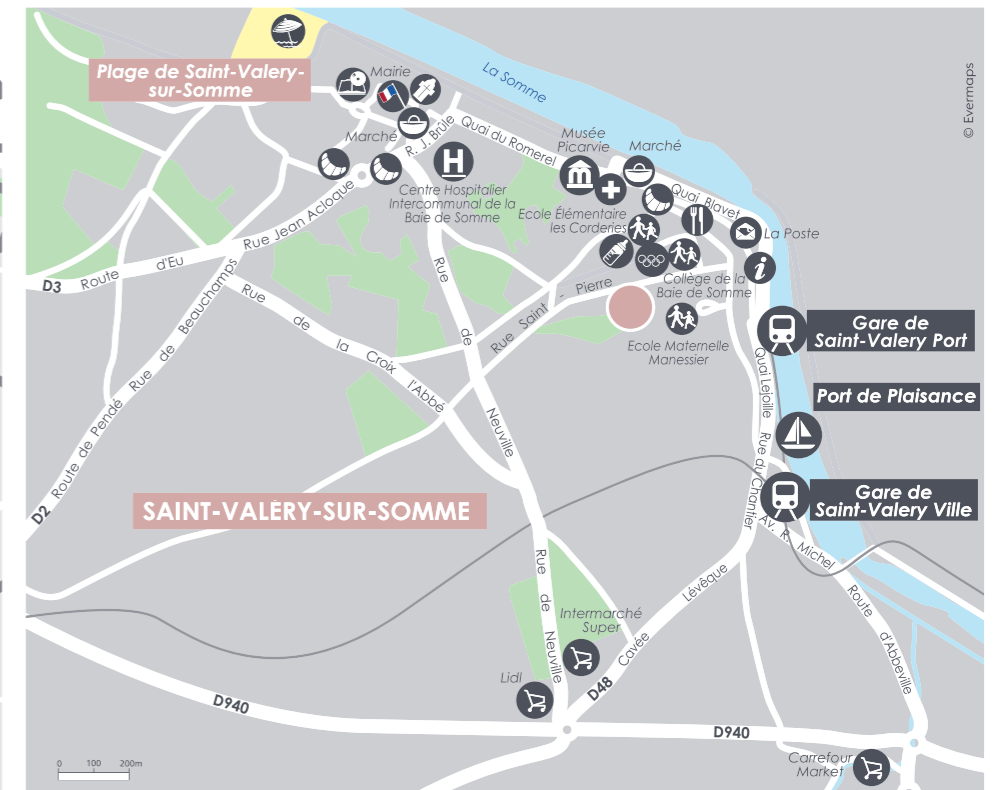 Plage de Saint-Valery-
sur-Somme
Mairie
La Somme
© Evermaps
Marché
R. J. Brûle
Quai du Romerel
Musée
Picarvie
Marché
H
Centre Hospitalier
Intercommunal de la
Baie de Somme
Quai Blavet
Ecole Élémentaire
les Corderies
La Poste
i
Rue Jean Acloque
Route d'Eu
D3
Collège de la
Baie de Somme
Rue Saint - Pierre
Rue de la Croix l'Abbé
Rue de Beauchamps
Route de Pendé
D2
Rue de Neuville
Ecole Maternelle
Manessier
Gare de
Saint-Valery Port
Quai Lejoille
Port de Plaisance
Rue du Chantier
Gare de
Saint-Valery Ville
SAINT-VALÉRY-SUR-SOMME
Av. R. Michel
Rue de Neuville
Cavée Lévêque
Route d'Abbeville
Intermarché
Super
Lidl
D48
D940
D940
Carrefour
Market
0 100 200m